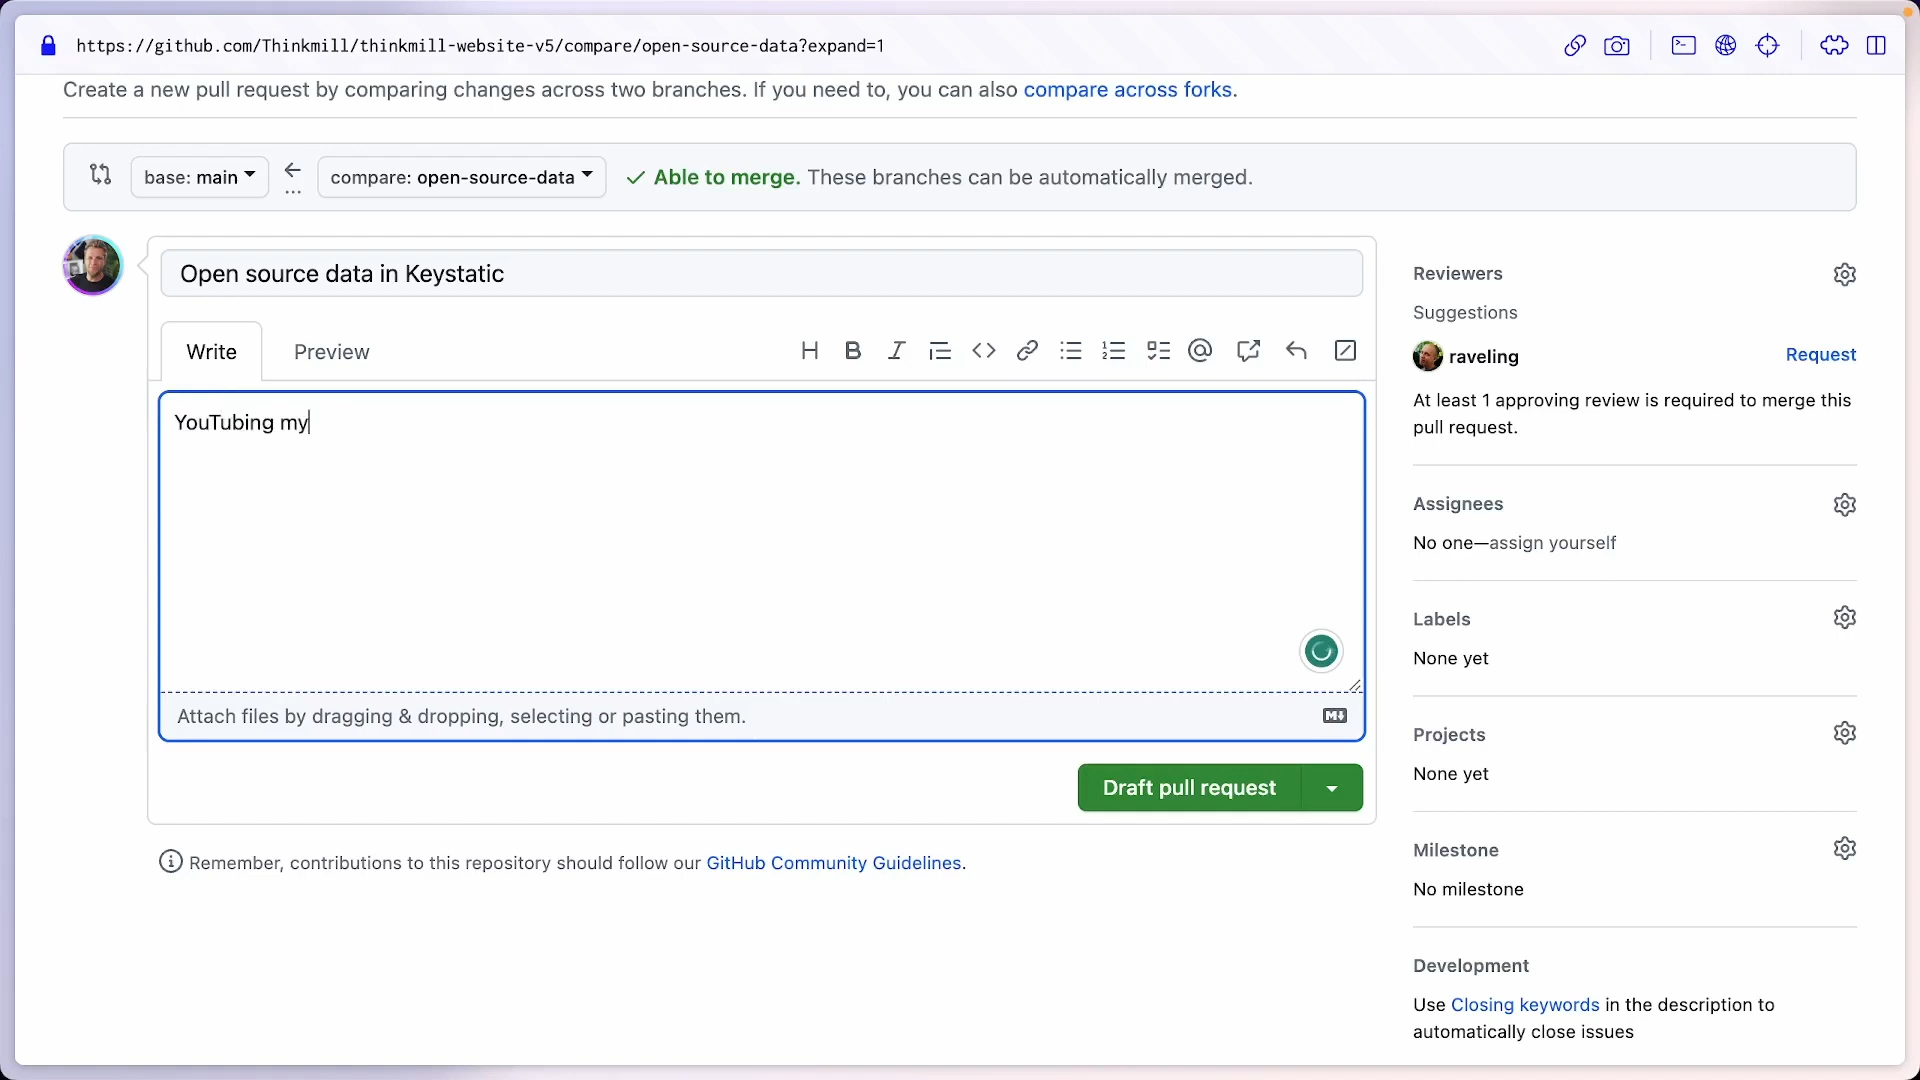 https://github.com/Thinkmill/thinkmill-website-v5/compare/open-source-data?expand=1
Create a new pull request by comparing changes across two branches. If you need to, you can also compare across forks.
base: main
compare: open-source-data
Able to merge. These branches can be automatically merged.
Open source data in Keystatic
Write
Preview
YouTubing my
Attach files by dragging & dropping, selecting or pasting them.
Draft pull request
Remember, contributions to this repository should follow our GitHub Community Guidelines.
Reviewers
Suggestions
raveling
Request
At least 1 approving review is required to merge this
pull request.
Assignees
No one—assign yourself
Labels
None yet
Projects
None yet
Milestone
No milestone
Development
Use Closing keywords in the description to
automatically close issues